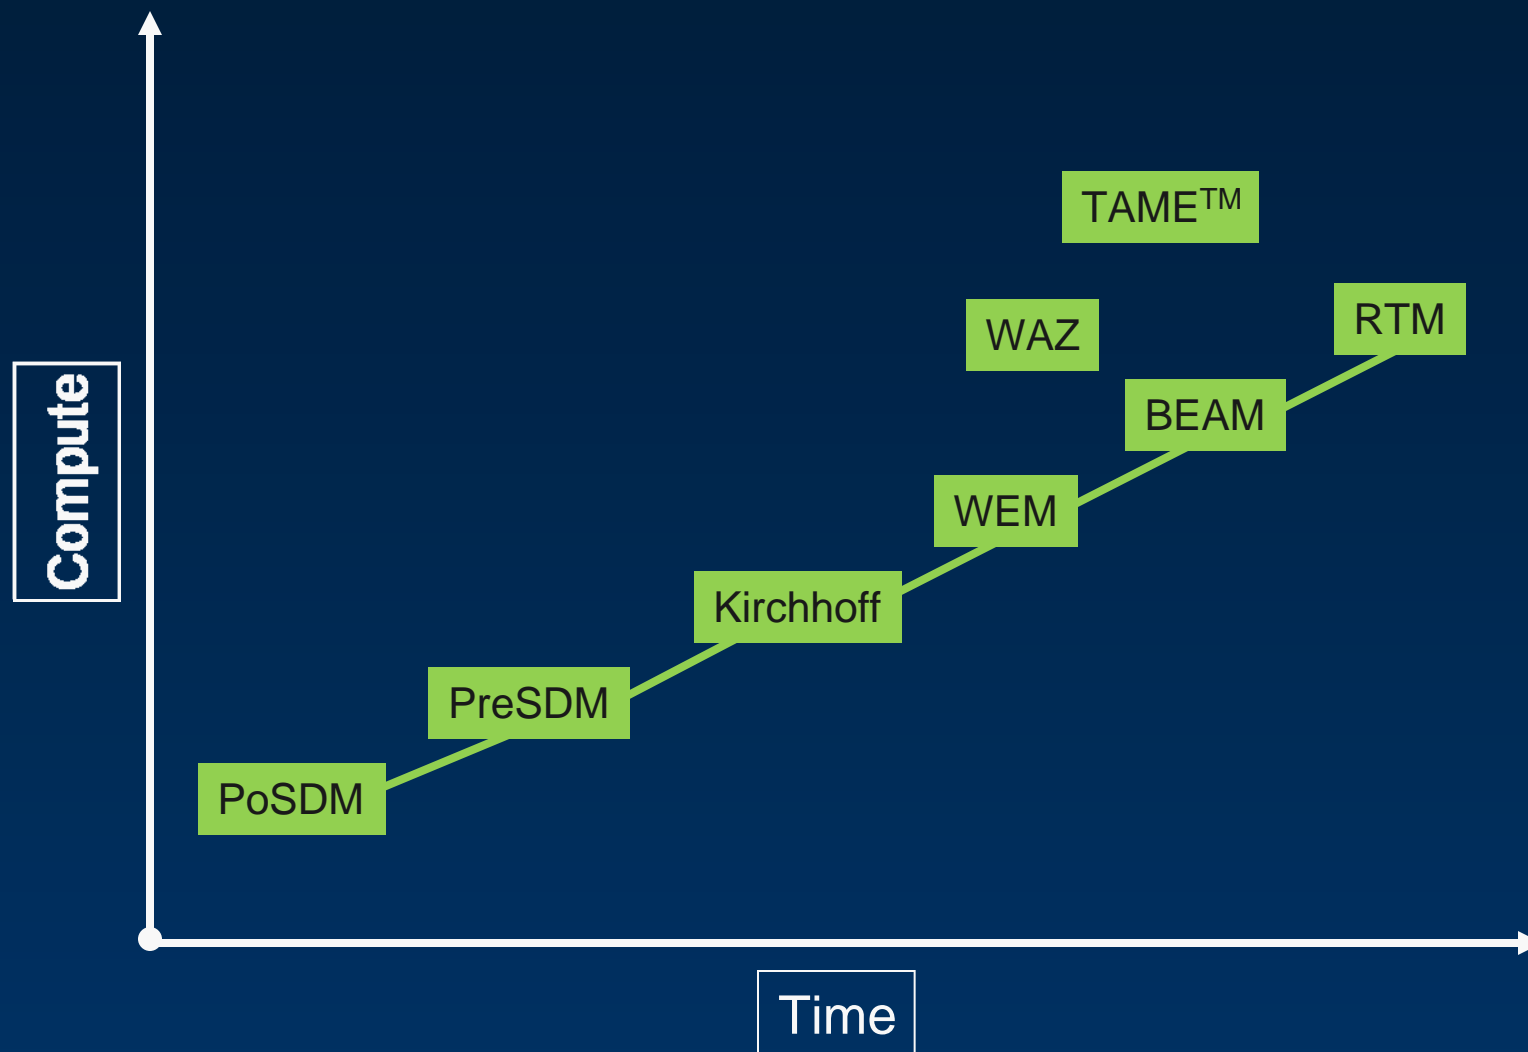 TAME™
RTM
WAZ
BEAM
Compute
WEM
Kirchhoff
PreSDM
PoSDM
Time